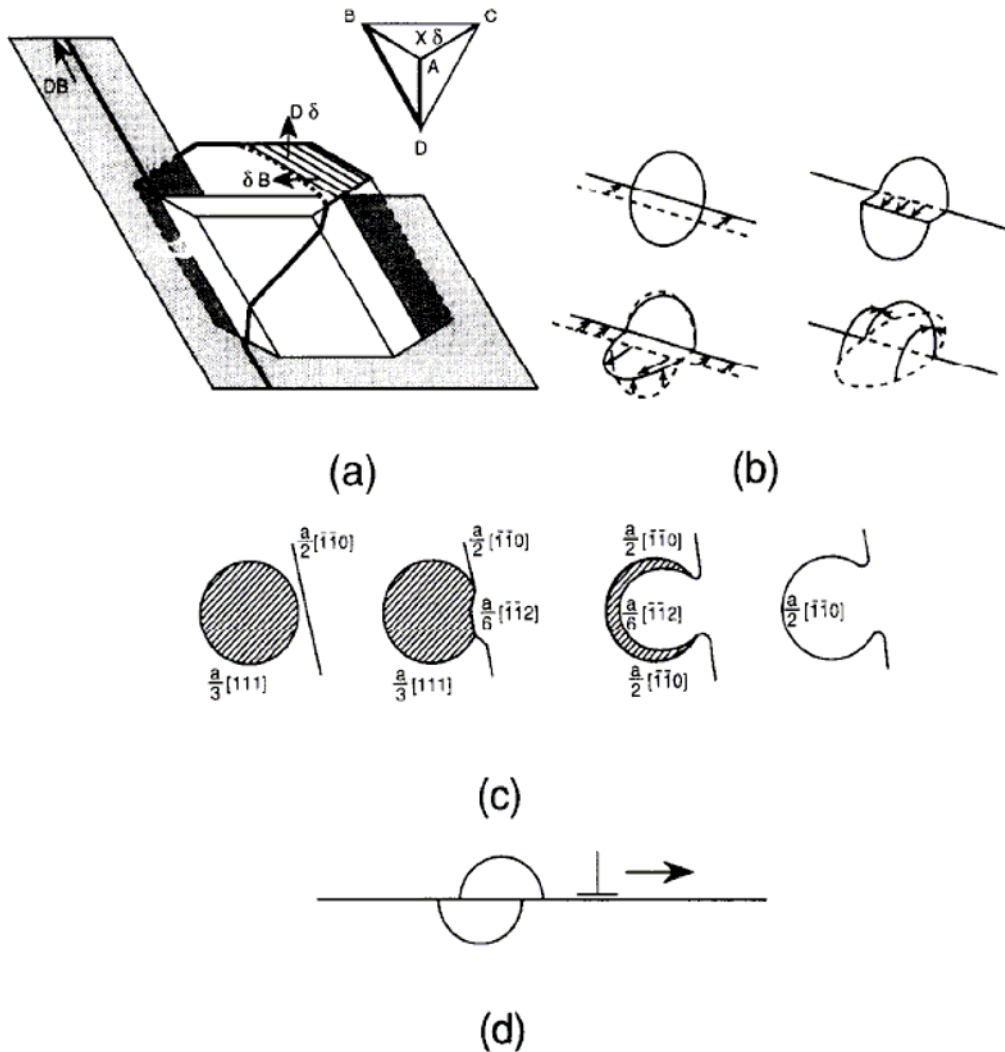 B
C
X δ
A
D
DB
D δ
δ B
(a)
(b)
a/2 [1̅1̅0]
a/2 [1̅1̅0]
a/2 [1̅1̅0]
a/6 [1̅1̅2]
a/6 [1̅1̅2]
a/2 [1̅1̅0]
a/3 [111]
a/3 [111]
a/2 [1̅1̅0]
(c)
(d)